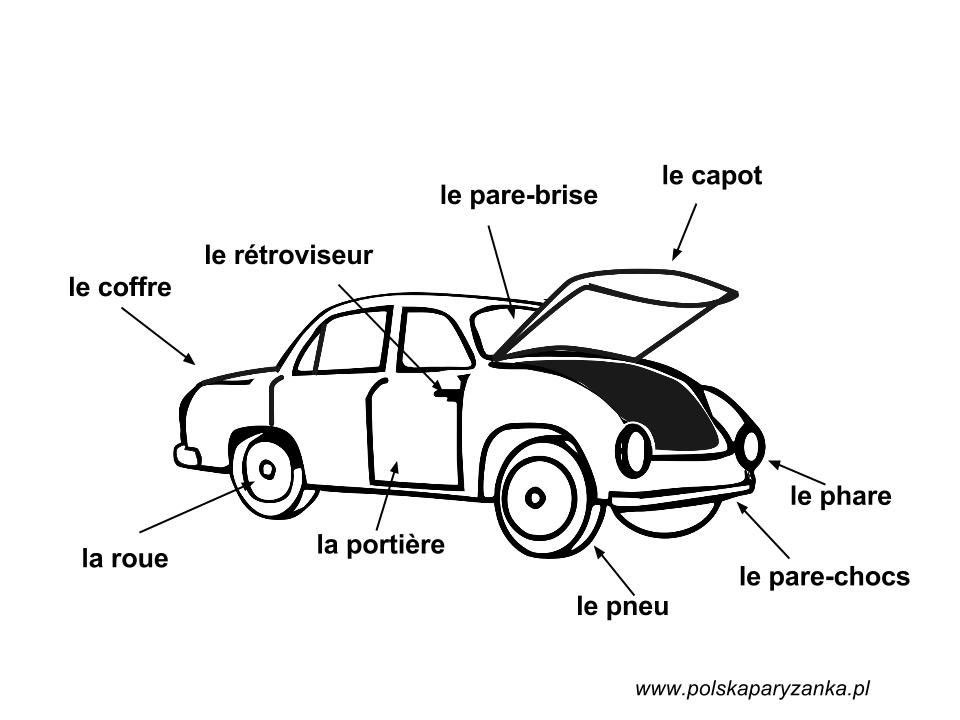 le capot
le pare-brise
le rétroviseur
le coffre
le phare
la portière
la roue
le pare-chocs
le pneu
www.polskaparyzanka.pl